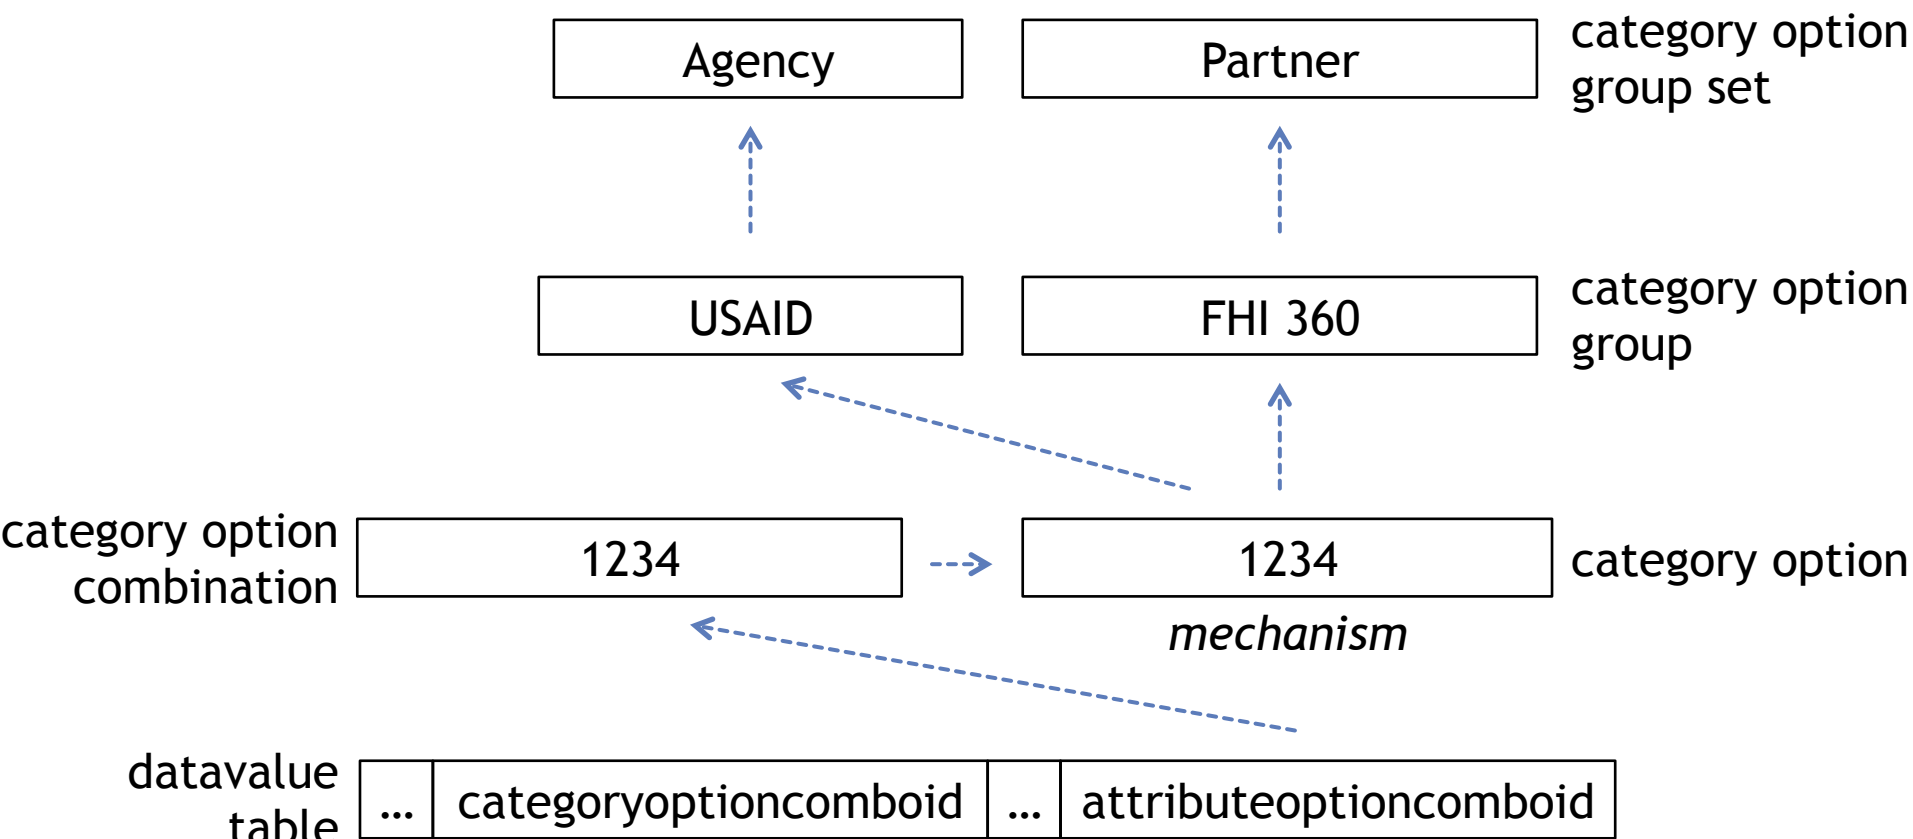 Agency
Partner
category option
group set
USAID
FHI 360
category option
group
category option
combination
1234
1234
category option
mechanism
datavalue
table
...
categoryoptioncomboid
...
attributeoptioncomboid